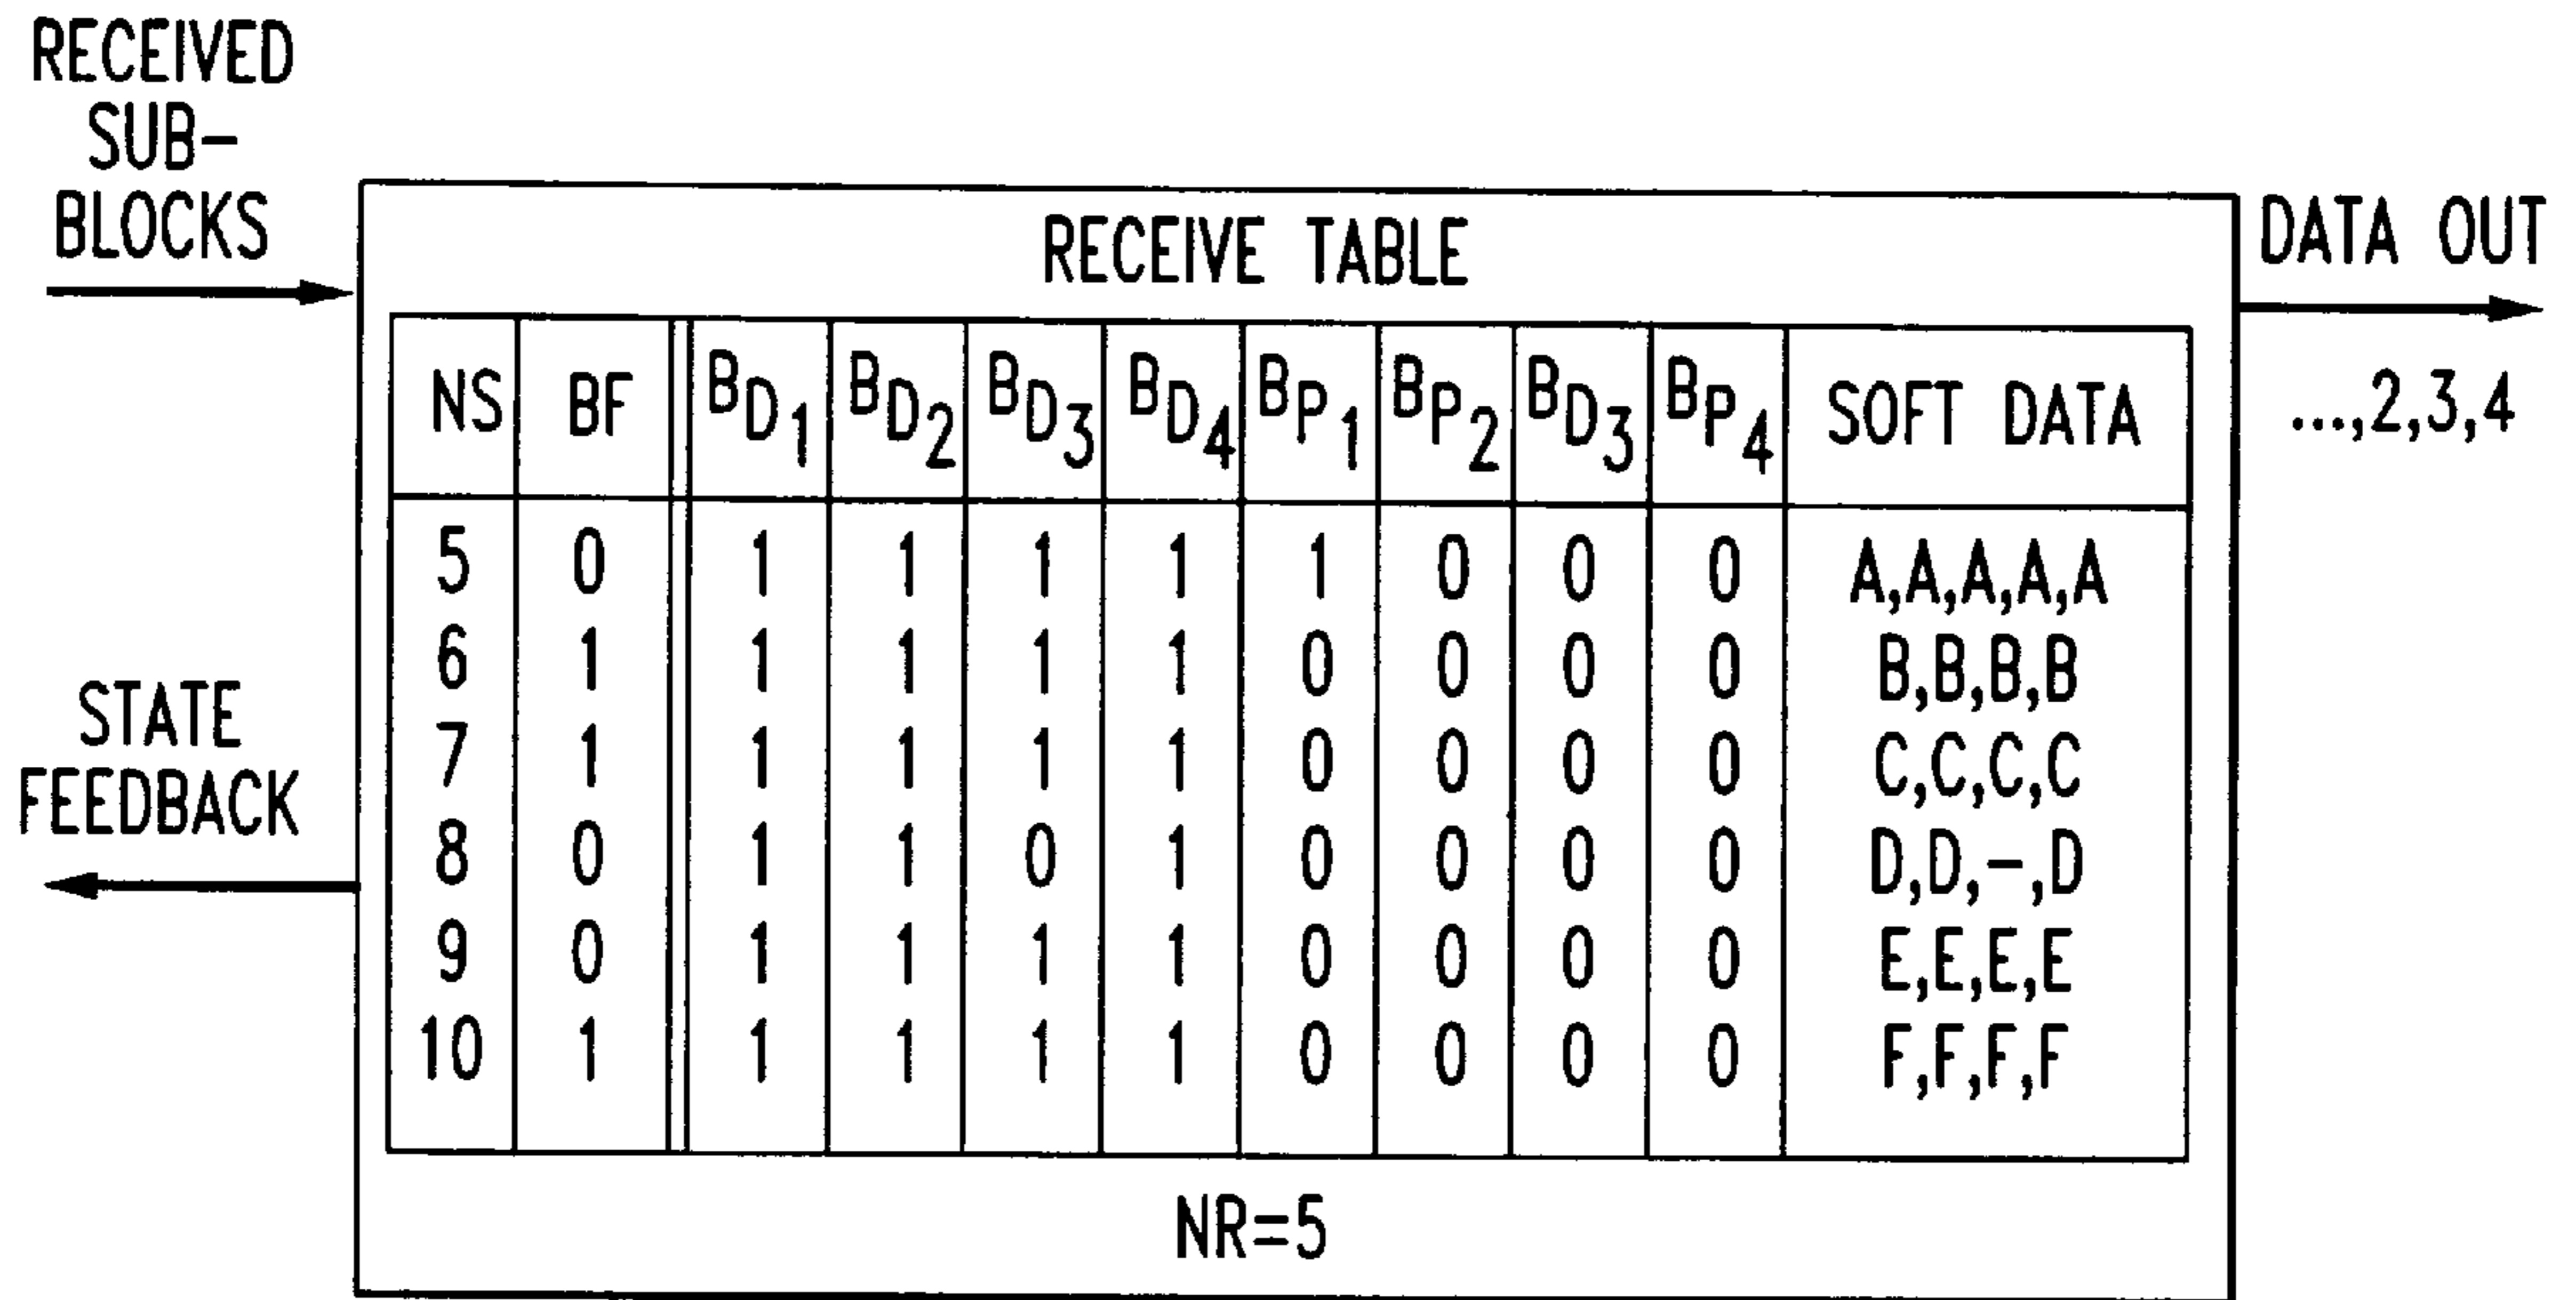 RECEIVED
SUB-
BLOCKS
RECEIVE TABLE
DATA OUT
...,2,3,4
NS BF BD1 BD2 BD3 BD4 BP1 BP2 BD3 BP4 SOFT DATA
5 0 1 1 1 1 1 0 0 0 A,A,A,A,A
6 1 1 1 1 1 0 0 0 0 B,B,B,B
7 1 1 1 1 1 0 0 0 0 C,C,C,C
8 0 1 1 0 1 0 0 0 0 D,D,-,D
9 0 1 1 1 1 0 0 0 0 E,E,E,E
10 1 1 1 1 1 0 0 0 0 F,F,F,F
STATE
FEEDBACK
NR=5